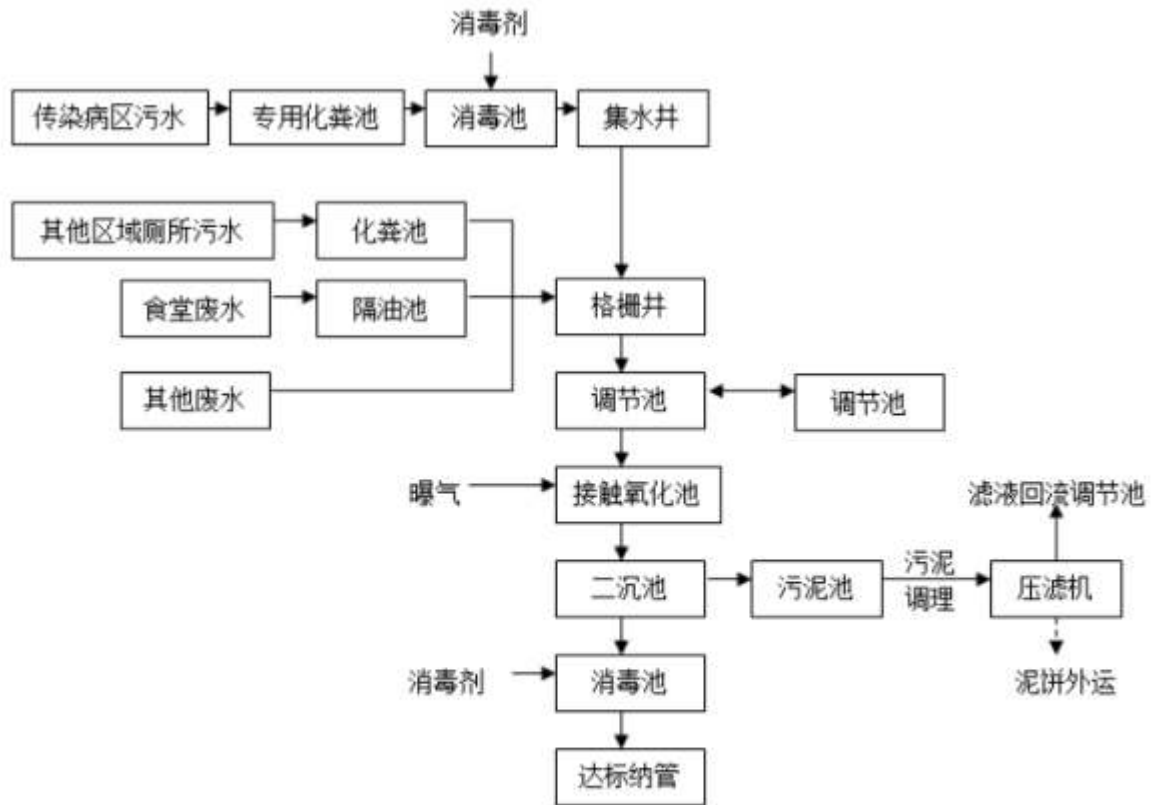 消毒剂
传染病区污水
专用化粪池
消毒池
集水井
其他区域厕所污水
化粪池
食堂废水
隔油池
格栅井
其他废水
调节池
调节池
曝气
接触氧化池
滤液回流调节池
二沉池
污泥池
污泥
调理
压滤机
消毒剂
消毒池
泥饼外运
达标纳管